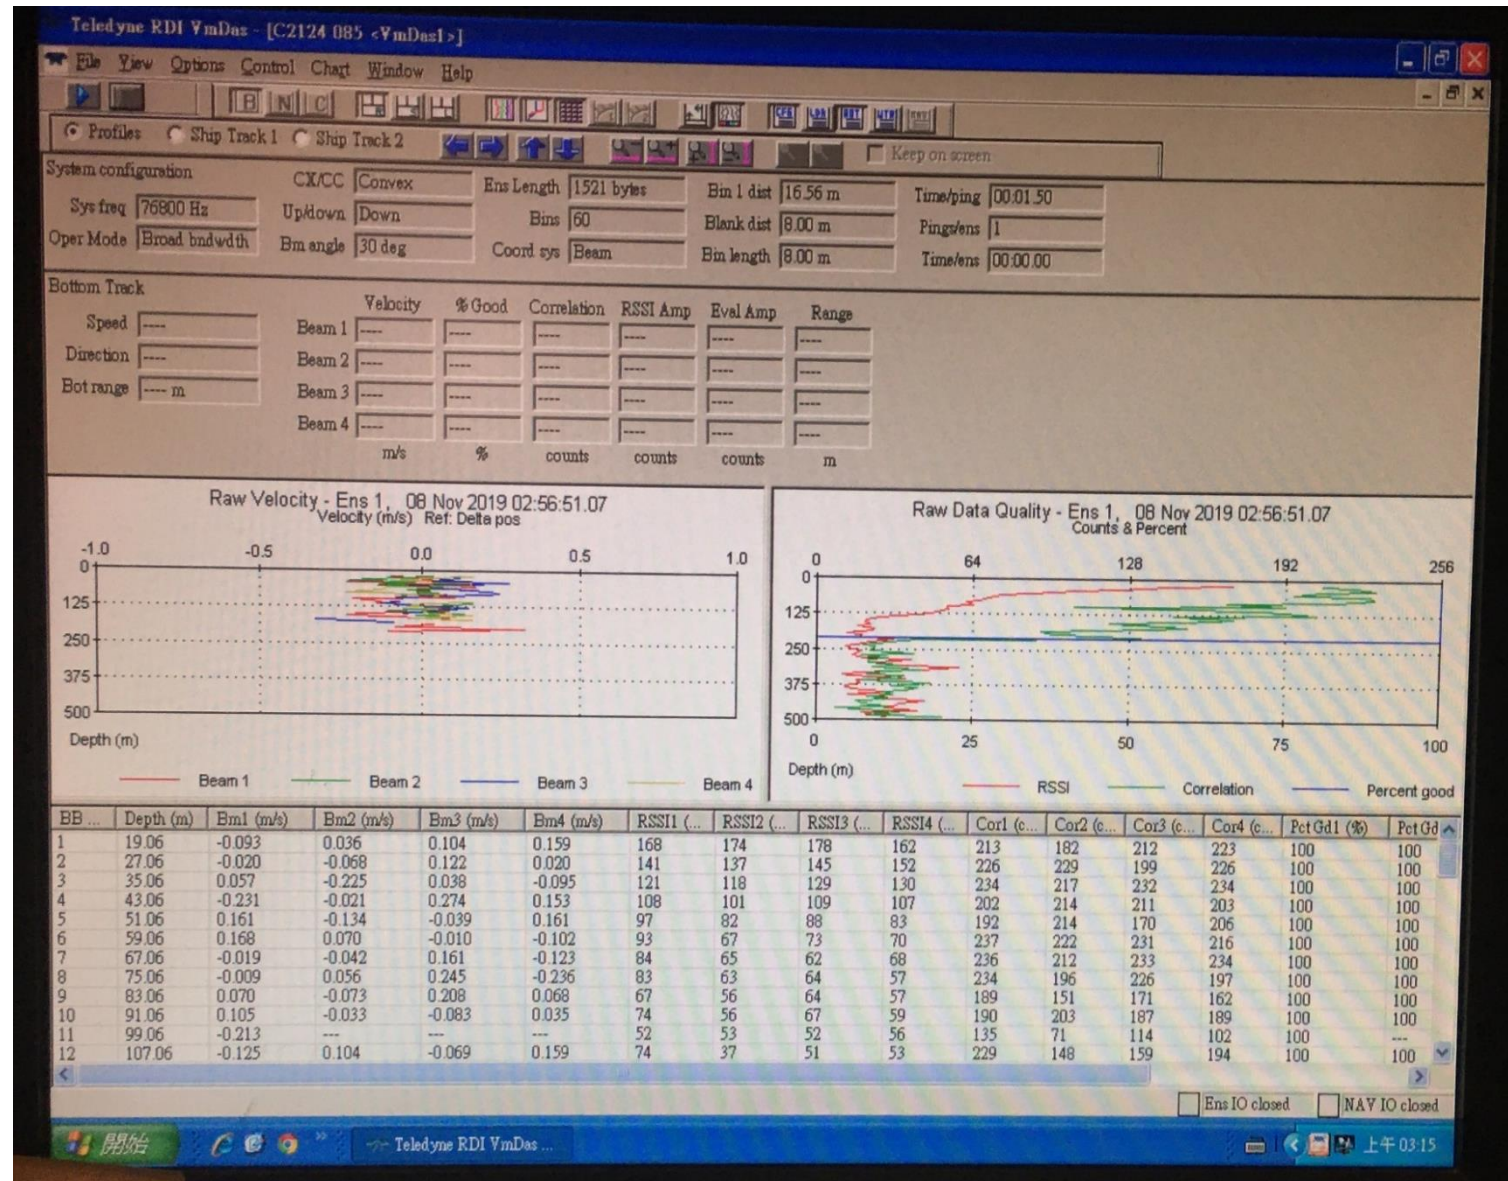 Teledyne RDI VmDas - [C2124 085 <VmDas1>]
File View Options Control Chart Window Help
B N C
Profiles Ship Track 1 Ship Track 2 Keep on screen
System configuration
CX/CC Convex Ens Length 1521 bytes Bin 1 dist 16.56 m Time/ping 00:01.50
Sys freq 76800 Hz Up/down Down Bins 60 Blank dist 8.00 m Pings/ens 1
Oper Mode Broad bndwdth Bm angle 30 deg Coord sys Beam Bin length 8.00 m Time/ens 00:00.00
Bottom Track
Velocity % Good Correlation RSSI Amp Eval Amp Range
Speed ---- Beam 1 ---- ---- ---- ---- ---- ----
Direction ---- Beam 2 ---- ---- ---- ---- ---- ----
Bot range ---- m Beam 3 ---- ---- ---- ---- ---- ----
Beam 4 ---- ---- ---- ---- ---- ----
m/s % counts counts counts m
Raw Velocity - Ens 1, 08 Nov 2019 02:56:51.07
Velocity (m/s) Ref: Delta pos
-1.0 -0.5 0.0 0.5 1.0
0
125
250
375
500
Depth (m)
Beam 1 Beam 2 Beam 3 Beam 4
Raw Data Quality - Ens 1, 08 Nov 2019 02:56:51.07
Counts & Percent
0 64 128 192 256
0
125
250
375
500
0 25 50 75 100
Depth (m)
RSSI Correlation Percent good
BB ... Depth (m) Bm1 (m/s) Bm2 (m/s) Bm3 (m/s) Bm4 (m/s) RSSI1 (... RSSI2 (... RSSI3 (... RSSI4 (... Cor1 (c... Cor2 (c... Cor3 (c... Cor4 (c... Pct Gd1 (%) Pct Gd
1 19.06 -0.093 0.036 0.104 0.159 168 174 178 162 213 182 212 223 100 100
2 27.06 -0.020 -0.068 0.122 0.020 141 137 145 152 226 229 199 226 100 100
3 35.06 0.057 -0.225 0.038 -0.095 121 118 129 130 234 217 232 234 100 100
4 43.06 -0.231 -0.021 0.274 0.153 108 101 109 107 202 214 211 203 100 100
5 51.06 0.161 -0.134 -0.039 0.161 97 82 88 83 192 214 170 206 100 100
6 59.06 0.168 0.070 -0.010 -0.102 93 67 73 70 237 222 231 216 100 100
7 67.06 -0.019 -0.042 0.161 -0.123 84 65 62 68 236 212 233 234 100 100
8 75.06 -0.009 0.056 0.245 -0.236 83 63 64 57 234 196 226 197 100 100
9 83.06 0.070 -0.073 0.208 0.068 67 56 64 57 189 151 171 162 100 100
10 91.06 0.105 -0.033 -0.083 0.035 74 56 67 59 190 203 187 189 100 100
11 99.06 -0.213 --- --- --- 52 53 52 56 135 71 114 102 100 ---
12 107.06 -0.125 0.104 -0.069 0.159 74 37 51 53 229 148 159 194 100 100
Ens IO closed NAV IO closed
開始 Teledyne RDI VmDas ... 上午 03:15